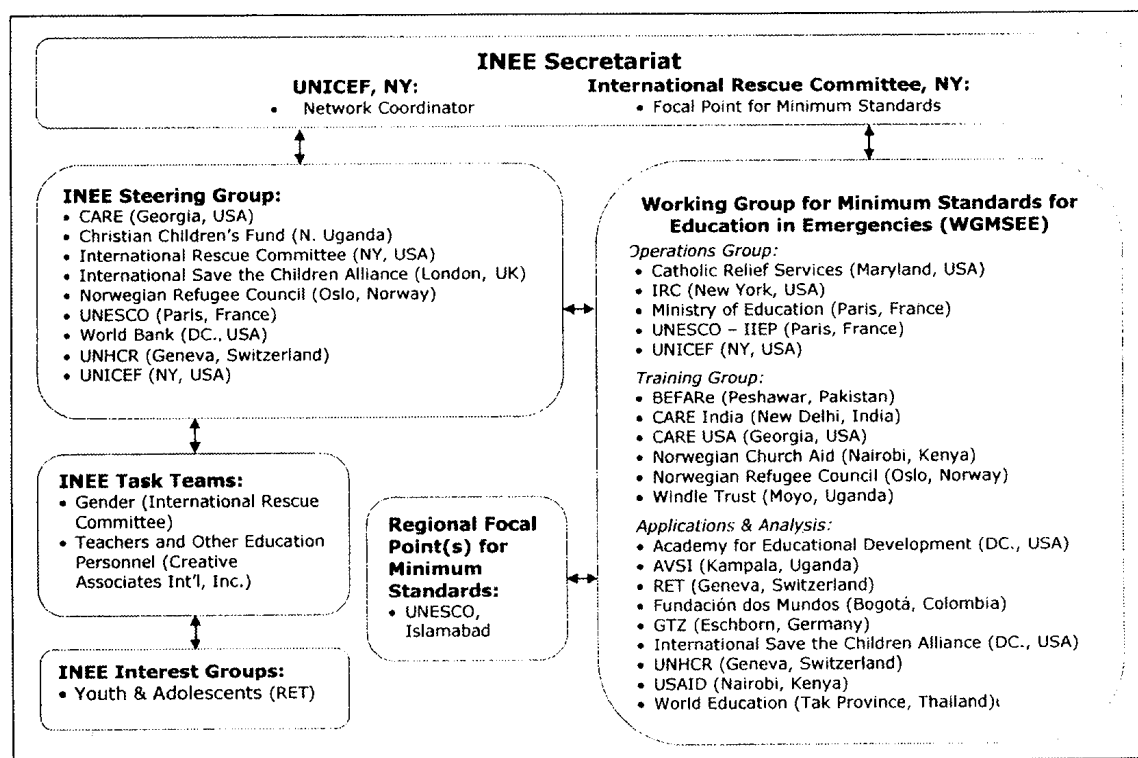 INEE Secretariat
UNICEF, NY:
• Network Coordinator
International Rescue Committee, NY:
• Focal Point for Minimum Standards
INEE Steering Group:
• CARE (Georgia, USA)
• Christian Children's Fund (N. Uganda)
• International Rescue Committee (NY, USA)
• International Save the Children Alliance (London, UK)
• Norwegian Refugee Council (Oslo, Norway)
• UNESCO (Paris, France)
• World Bank (DC., USA)
• UNHCR (Geneva, Switzerland)
• UNICEF (NY, USA)
INEE Task Teams:
• Gender (International Rescue
Committee)
• Teachers and Other Education
Personnel (Creative
Associates Int'l, Inc.)
INEE Interest Groups:
• Youth & Adolescents (RET)
Regional Focal
Point(s) for
Minimum
Standards:
• UNESCO,
Islamabad
Working Group for Minimum Standards for
Education in Emergencies (WGMSEE)
Operations Group:
• Catholic Relief Services (Maryland, USA)
• IRC (New York, USA)
• Ministry of Education (Paris, France)
• UNESCO – IIEP (Paris, France)
• UNICEF (NY, USA)
Training Group:
• BEFARe (Peshawar, Pakistan)
• CARE India (New Delhi, India)
• CARE USA (Georgia, USA)
• Norwegian Church Aid (Nairobi, Kenya)
• Norwegian Refugee Council (Oslo, Norway)
• Windle Trust (Moyo, Uganda)
Applications & Analysis:
• Academy for Educational Development (DC., USA)
• AVSI (Kampala, Uganda)
• RET (Geneva, Switzerland)
• Fundación dos Mundos (Bogotá, Colombia)
• GTZ (Eschborn, Germany)
• International Save the Children Alliance (DC., USA)
• UNHCR (Geneva, Switzerland)
• USAID (Nairobi, Kenya)
• World Education (Tak Province, Thailand)